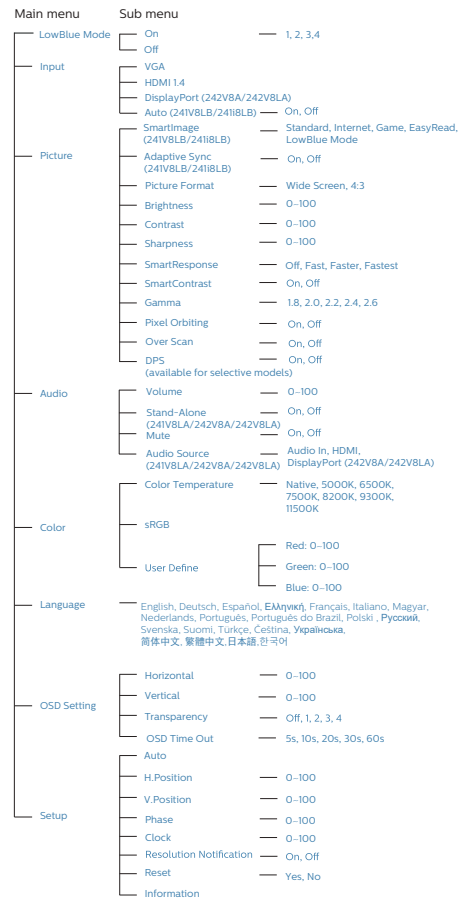 Main menu Sub menu
LowBlue Mode On 1, 2, 3,4
Off
Input VGA
HDMI 1.4
DisplayPort (242V8A/242V8LA)
Auto (241V8LB/241i8LB) On, Off
SmartImage Standard, Internet, Game, EasyRead,
(241V8LB/241i8LB) LowBlue Mode
Picture Adaptive Sync On, Off
(241V8LB/241i8LB)
Picture Format Wide Screen, 4:3
Brightness 0-100
Contrast 0-100
Sharpness 0-100
SmartResponse Off, Fast, Faster, Fastest
SmartContrast On, Off
Gamma 1.8, 2.0, 2.2, 2.4, 2.6
Pixel Orbiting On, Off
Over Scan On, Off
DPS On, Off
(available for selective models)
Audio Volume 0-100
Stand-Alone On, Off
(241V8LA/242V8A/242V8LA)
Mute On, Off
Audio Source Audio In, HDMI,
(241V8LA/242V8A/242V8LA) DisplayPort (242V8A/242V8LA)
Color Temperature Native, 5000K, 6500K,
7500K, 8200K, 9300K,
11500K
Color sRGB
Red: 0-100
User Define Green: 0-100
Blue: 0-100
Language English, Deutsch, Español, Ελληνική, Français, Italiano, Magyar,
Nederlands, Português, Português do Brazil, Polski , Русский,
Svenska, Suomi, Türkçe, Čeština, Українська,
简体中文, 繁體中文,日本語,한국어
Horizontal 0-100
Vertical 0-100
OSD Setting Transparency Off, 1, 2, 3, 4
OSD Time Out 5s, 10s, 20s, 30s, 60s
Auto
H.Position 0-100
V.Position 0-100
Setup Phase 0-100
Clock 0-100
Resolution Notification On, Off
Reset Yes, No
Information